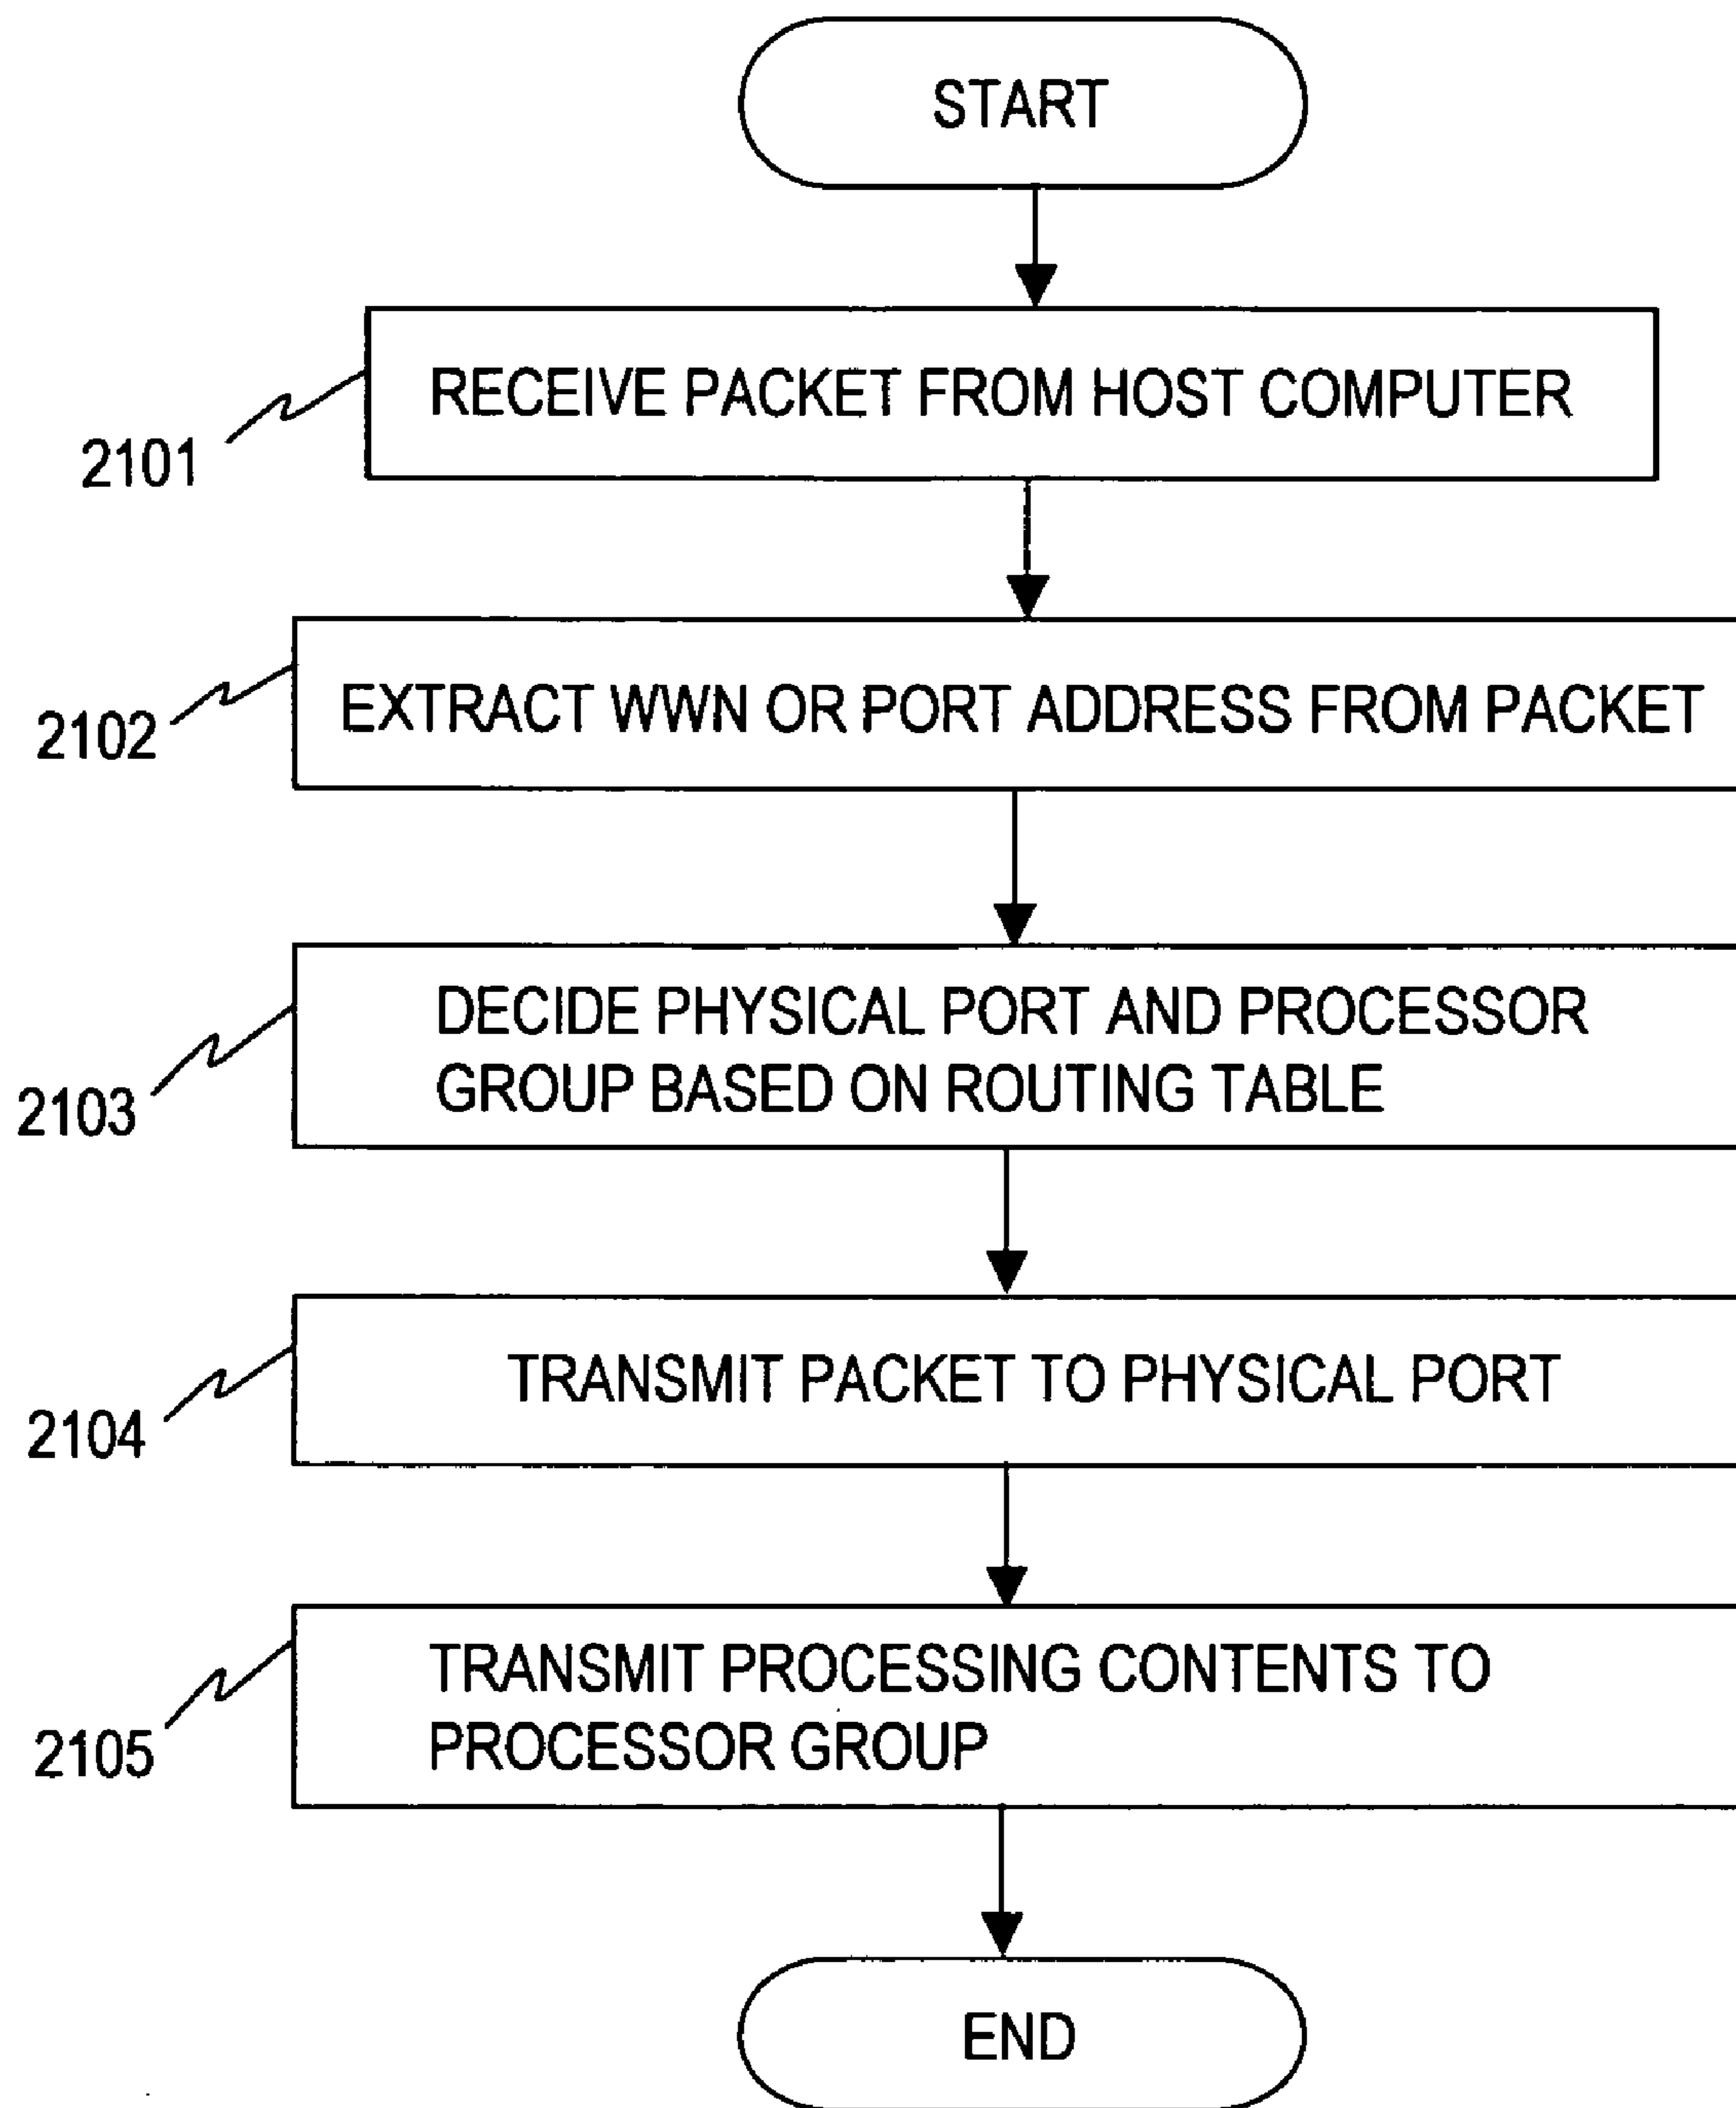 START
RECEIVE PACKET FROM HOST COMPUTER
2101
EXTRACT WWN OR PORT ADDRESS FROM PACKET
2102
DECIDE PHYSICAL PORT AND PROCESSOR
GROUP BASED ON ROUTING TABLE
2103
TRANSMIT PACKET TO PHYSICAL PORT
2104
TRANSMIT PROCESSING CONTENTS TO
PROCESSOR GROUP
2105
END